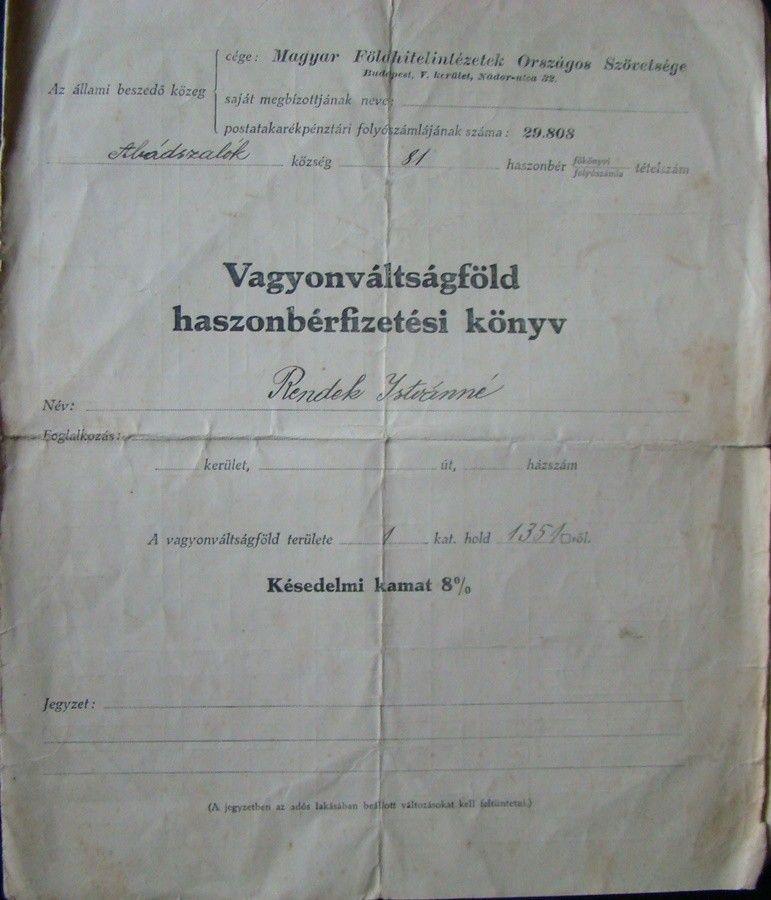 Az állami beszedő közeg
cége: Magyar Földhitelintézetek Országos Szövetsége
Budapest, V. kerület, Nádor-utca 32.
saját megbizottjának neve:
postatakarékpénztári folyószámlájának száma: 29.808
Abádszalók község 81 haszonbér főkönyvi folyószámla tételszám
Vagyonváltságföld
haszonbérfizetési könyv
Név: Rendek Istvánné
Foglalkozás:
kerület, út, házszám
A vagyonváltságföld területe 1 kat. hold 1351 □-öl.
Késedelmi kamat 8%
Jegyzet:
(A jegyzetben az adós lakásában beállott változásokat kell feltüntetni.)